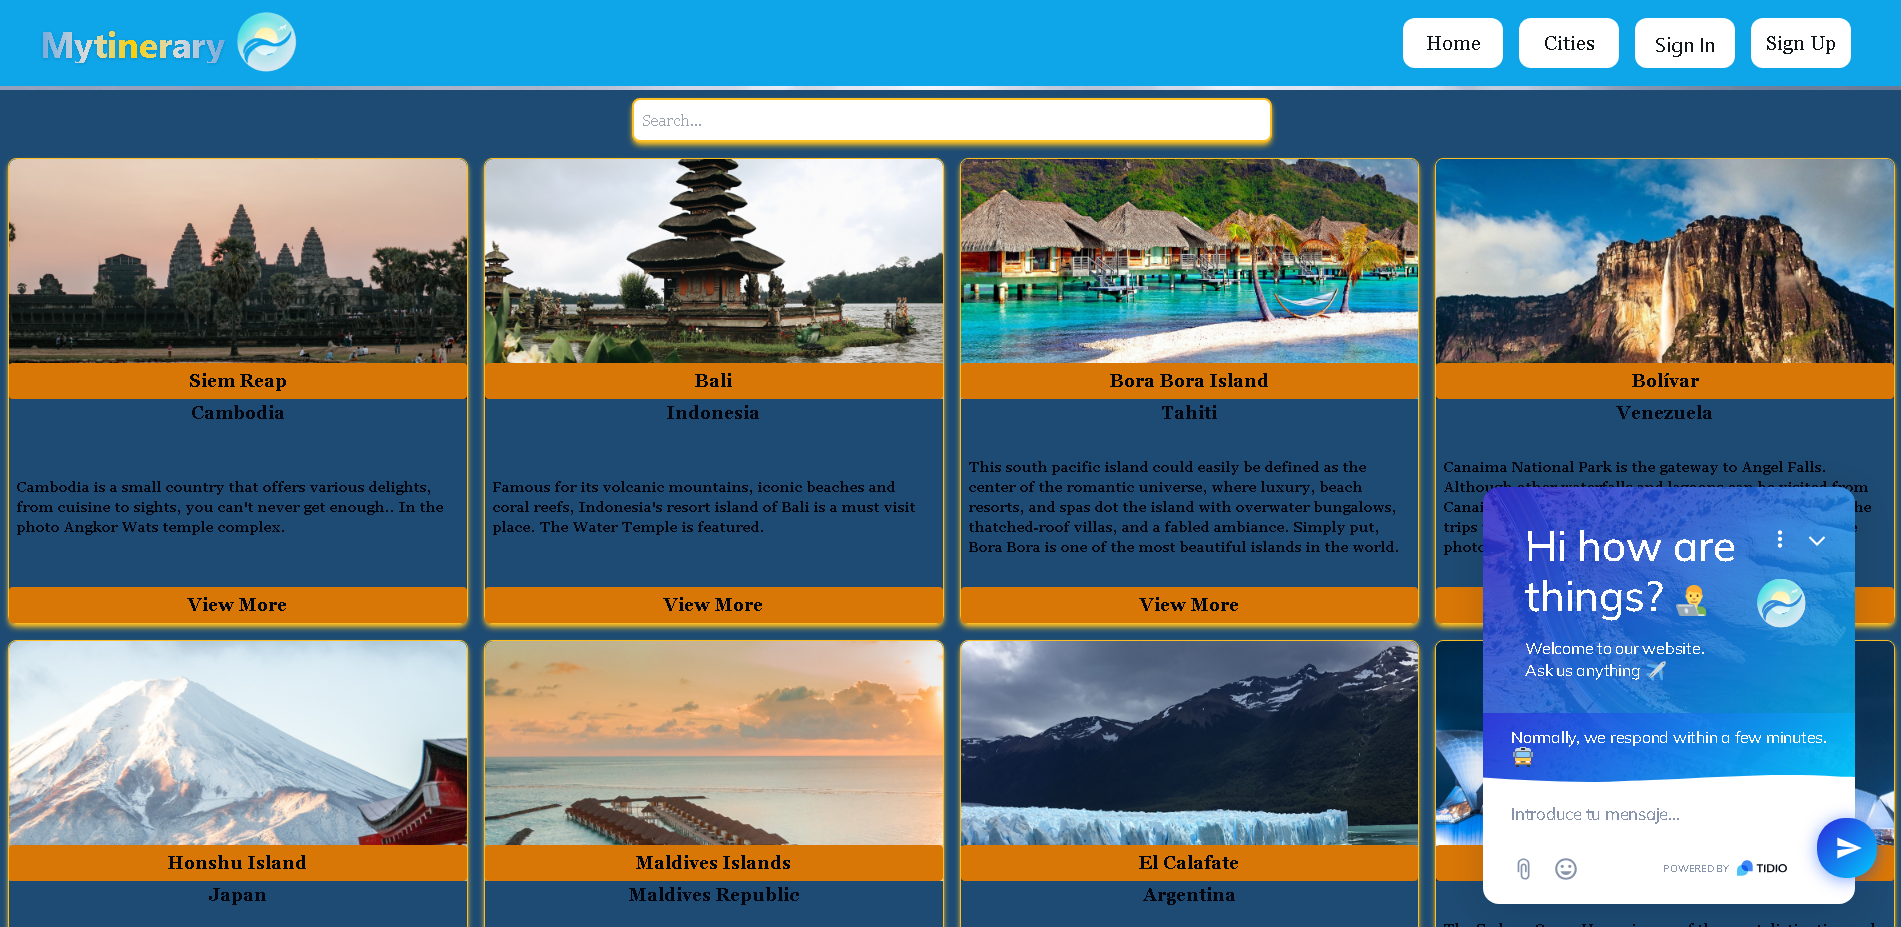 Mytinerary
Home
Cities
Sign In
Sign Up
Search...
Siem Reap
Cambodia
Cambodia is a small country that offers various delights,
from cuisine to sights, you can't never get enough.. In the
photo Angkor Wats temple complex.
View More
Bali
Indonesia
Famous for its volcanic mountains, iconic beaches and
coral reefs, Indonesia's resort island of Bali is a must visit
place. The Water Temple is featured.
View More
Bora Bora Island
Tahiti
This south pacific island could easily be defined as the
center of the romantic universe, where luxury, beach
resorts, and spas dot the island with overwater bungalows,
thatched-roof villas, and a fabled ambiance. Simply put,
Bora Bora is one of the most beautiful islands in the world.
View More
Bolívar
Venezuela
Canaima National Park is the gateway to Angel Falls.
Although other waterfalls and lagoons can be visited from
trips
Honshu Island
Japan
Maldives Islands
Maldives Republic
El Calafate
Argentina
Hi how are
things?
Welcome to our website.
Ask us anything
Normally, we respond within a few minutes.
Introduce tu mensaje...
POWERED BY TIDIO